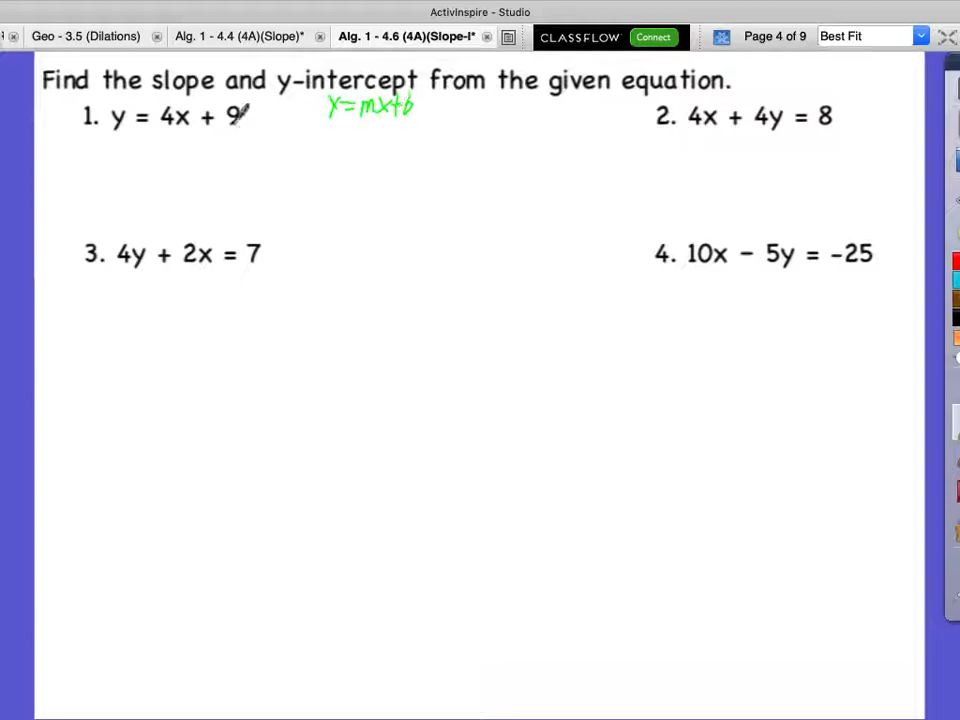 ActivInspire - Studio
Geo - 3.5 (Dilations) Alg. 1 - 4.4 (4A)(Slope)* Alg. 1 - 4.6 (4A)(Slope-I* CLASSFLOW Connect Page 4 of 9 Best Fit
Find the slope and y-intercept from the given equation.
y=mx+b
1. y = 4x + 9
2. 4x + 4y = 8
3. 4y + 2x = 7
4. 10x - 5y = -25